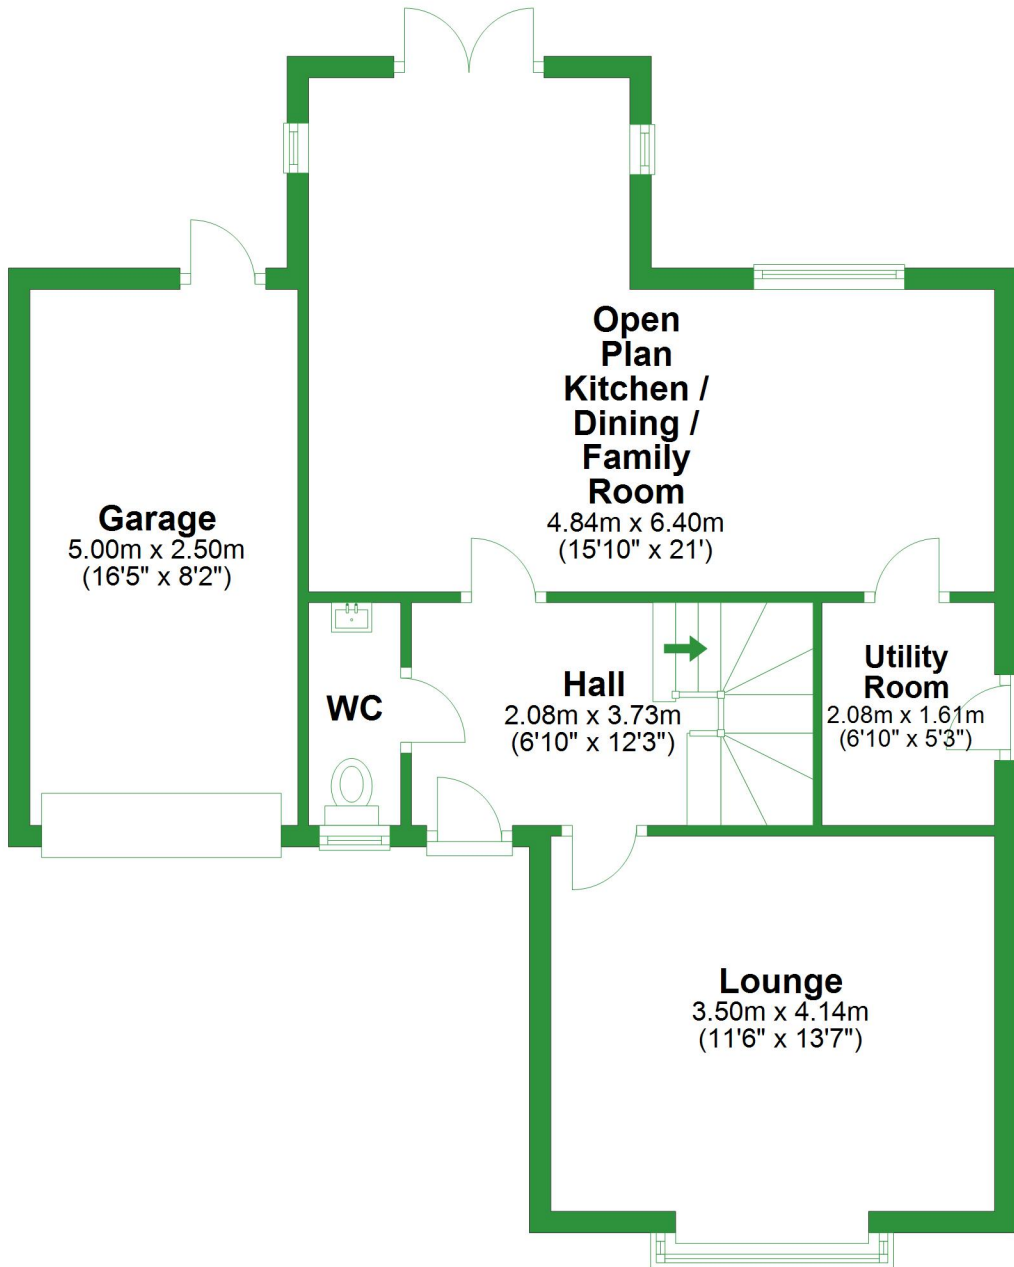 Open
Plan
Kitchen /
Dining /
Family
Room
4.84m x 6.40m
(15'10" x 21')
Garage
5.00m x 2.50m
(16'5" x 8'2")
WC
Hall
2.08m x 3.73m
(6'10" x 12'3")
Utility
Room
2.08m x 1.61m
(6'10" x 5'3")
Lounge
3.50m x 4.14m
(11'6" x 13'7")